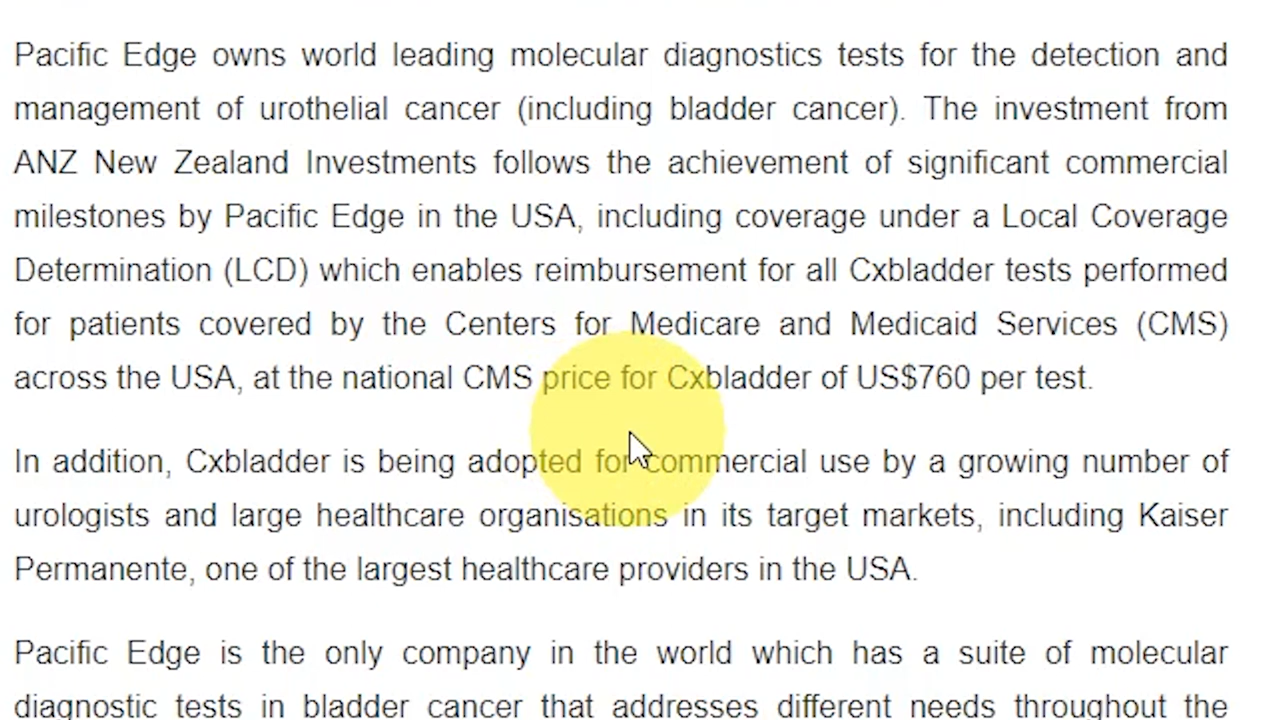 Pacific Edge owns world leading molecular diagnostics tests for the detection and
management of urothelial cancer (including bladder cancer). The investment from
ANZ New Zealand Investments follows the achievement of significant commercial
milestones by Pacific Edge in the USA, including coverage under a Local Coverage
Determination (LCD) which enables reimbursement for all Cxbladder tests performed
for patients covered by the Centers for Medicare and Medicaid Services (CMS)
across the USA, at the national CMS price for Cxbladder of US$760 per test.
In addition, Cxbladder is being adopted for commercial use by a growing number of
urologists and large healthcare organisations in its target markets, including Kaiser
Permanente, one of the largest healthcare providers in the USA.
Pacific Edge is the only company in the world which has a suite of molecular
diagnostic tests in bladder cancer that addresses different needs throughout the